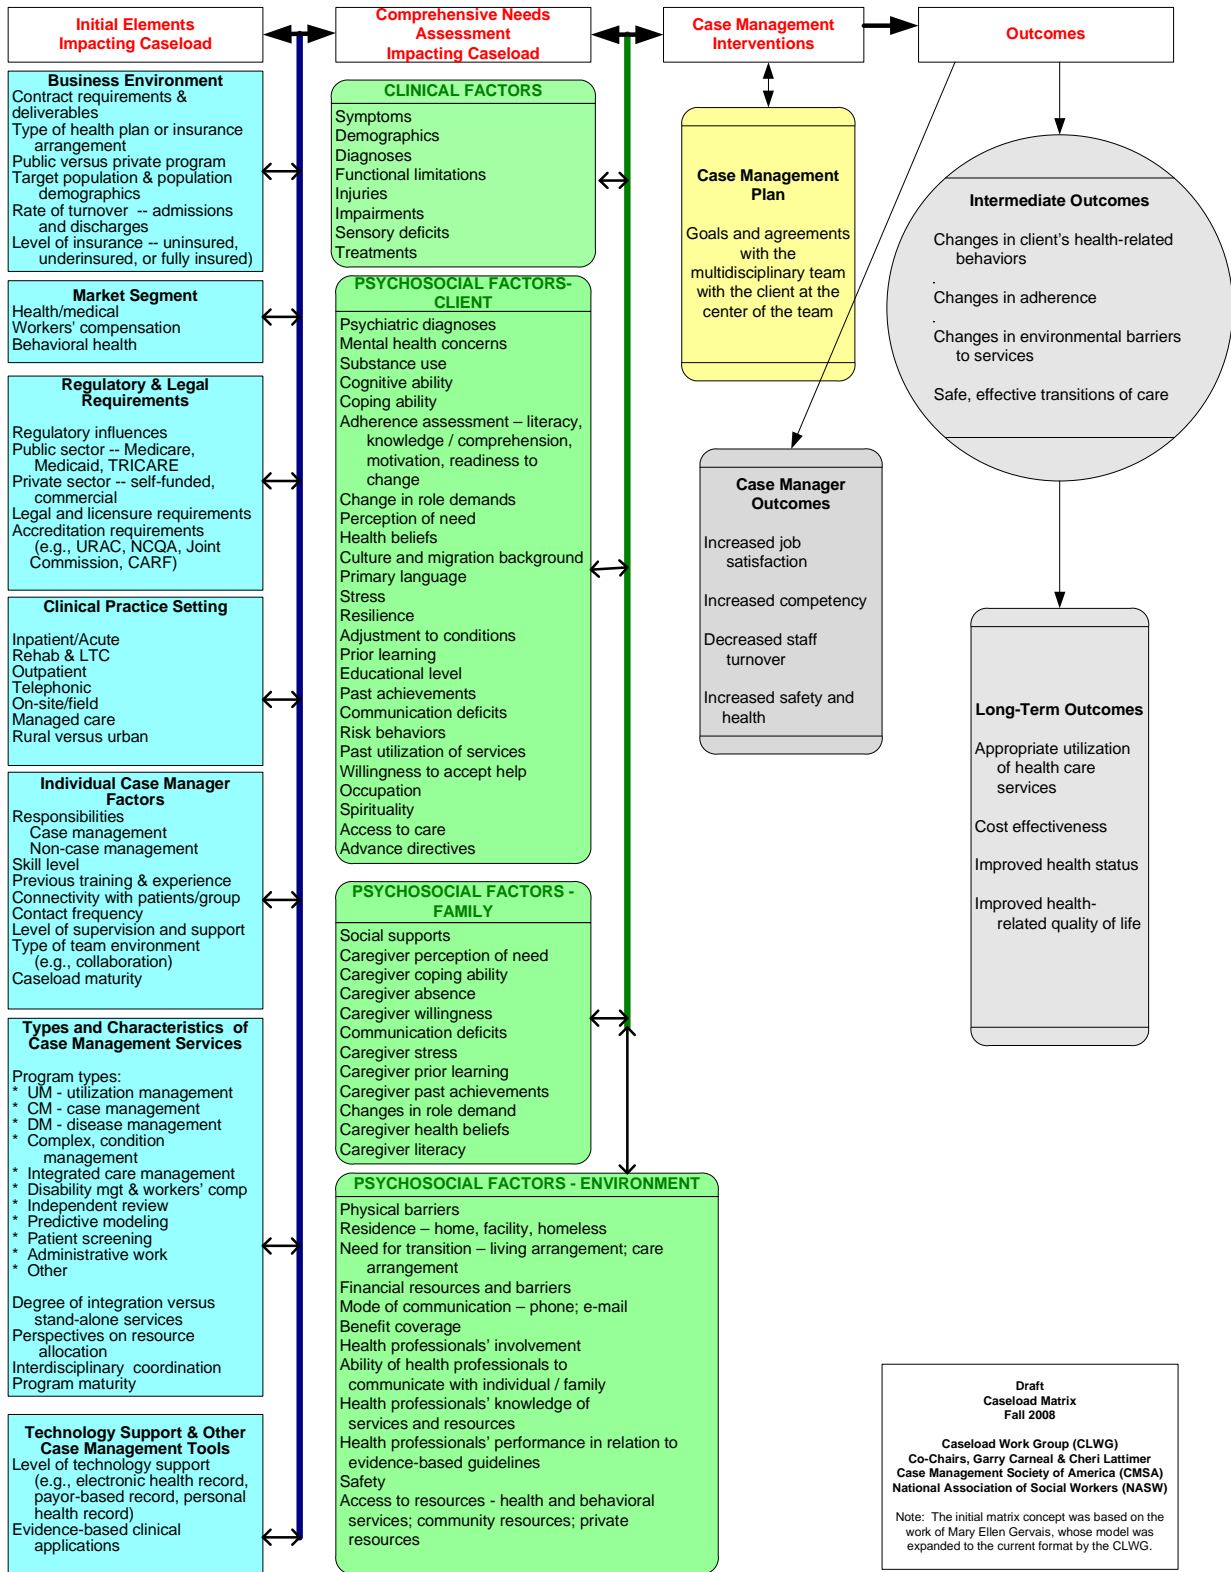 Initial Elements
Impacting Caseload
Business Environment
Contract requirements &
deliverables
Type of health plan or insurance
arrangement
Public versus private program
Target population & population
demographics
Rate of turnover -- admissions
and discharges
Level of insurance -- uninsured,
underinsured, or fully insured)
Market Segment
Health/medical
Workers' compensation
Behavioral health
Regulatory & Legal
Requirements
Regulatory influences
Public sector -- Medicare,
Medicaid, TRICARE
Private sector -- self-funded,
commercial
Legal and licensure requirements
Accreditation requirements
(e.g., URAC, NCQA, Joint
Commission, CARF)
Clinical Practice Setting
Inpatient/Acute
Rehab & LTC
Outpatient
Telephonic
On-site/field
Managed care
Rural versus urban
Individual Case Manager
Factors
Responsibilities
Case management
Non-case management
Skill level
Previous training & experience
Connectivity with patients/group
Contact frequency
Level of supervision and support
Type of team environment
(e.g., collaboration)
Caseload maturity
Types and Characteristics of
Case Management Services
Program types:
* UM - utilization management
* CM - case management
* DM - disease management
* Complex, condition
management
* Integrated care management
* Disability mgt & workers' comp
* Independent review
* Predictive modeling
* Patient screening
* Administrative work
* Other
Degree of integration versus
stand-alone services
Perspectives on resource
allocation
Interdisciplinary coordination
Program maturity
Technology Support & Other
Case Management Tools
Level of technology support
(e.g., electronic health record,
payor-based record, personal
health record)
Evidence-based clinical
applications
Comprehensive Needs
Assessment
Impacting Caseload
CLINICAL FACTORS
Symptoms
Demographics
Diagnoses
Functional limitations
Injuries
Impairments
Sensory deficits
Treatments
PSYCHOSOCIAL FACTORS-
CLIENT
Psychiatric diagnoses
Mental health concerns
Substance use
Cognitive ability
Coping ability
Adherence assessment – literacy,
knowledge / comprehension,
motivation, readiness to
change
Change in role demands
Perception of need
Health beliefs
Culture and migration background
Primary language
Stress
Resilience
Adjustment to conditions
Prior learning
Educational level
Past achievements
Communication deficits
Risk behaviors
Past utilization of services
Willingness to accept help
Occupation
Spirituality
Access to care
Advance directives
PSYCHOSOCIAL FACTORS -
FAMILY
Social supports
Caregiver perception of need
Caregiver coping ability
Caregiver absence
Caregiver willingness
Communication deficits
Caregiver stress
Caregiver prior learning
Caregiver past achievements
Changes in role demand
Caregiver health beliefs
Caregiver literacy
PSYCHOSOCIAL FACTORS - ENVIRONMENT
Physical barriers
Residence – home, facility, homeless
Need for transition – living arrangement; care
arrangement
Financial resources and barriers
Mode of communication – phone; e-mail
Benefit coverage
Health professionals' involvement
Ability of health professionals to
communicate with individual / family
Health professionals' knowledge of
services and resources
Health professionals' performance in relation to
evidence-based guidelines
Safety
Access to resources - health and behavioral
services; community resources; private
resources
Case Management
Interventions
Case Management
Plan
Goals and agreements
with the
multidisciplinary team
with the client at the
center of the team
Case Manager
Outcomes
Increased job
satisfaction
Increased competency
Decreased staff
turnover
Increased safety and
health
Outcomes
Intermediate Outcomes
Changes in client's health-related
behaviors
.
Changes in adherence
.
Changes in environmental barriers
to services
Safe, effective transitions of care
Long-Term Outcomes
Appropriate utilization
of health care
services
Cost effectiveness
Improved health status
Improved health-
related quality of life
Draft
Caseload Matrix
Fall 2008
Caseload Work Group (CLWG)
Co-Chairs, Garry Carneal & Cheri Lattimer
Case Management Society of America (CMSA)
National Association of Social Workers (NASW)
Note: The initial matrix concept was based on the
work of Mary Ellen Gervais, whose model was
expanded to the current format by the CLWG.